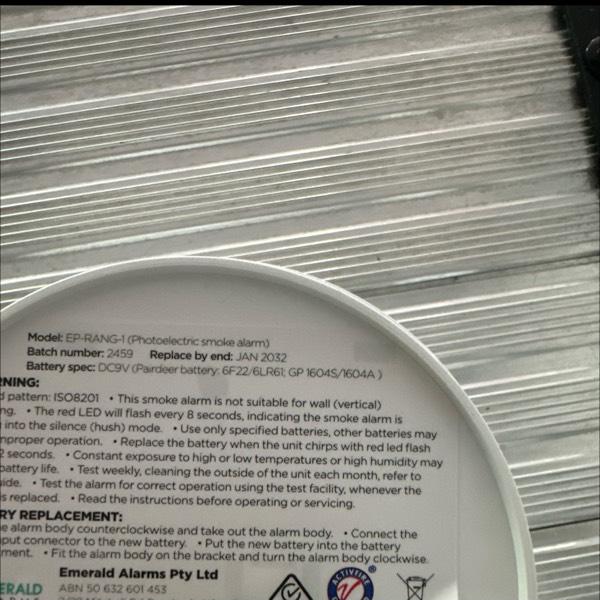 Model: EP-RANG-1 (Photoelectric smoke alarm)
Batch number: 2459 Replace by end: JAN 2032
Battery spec: DC9V (Pairdeer battery: 6F22/6LR61; GP 1604S/1604A )
RNING:
d pattern: ISO8201 • This smoke alarm is not suitable for wall (vertical)
ng. • The red LED will flash every 8 seconds, indicating the smoke alarm is
into the silence (hush) mode. • Use only specified batteries, other batteries may
mproper operation. • Replace the battery when the unit chirps with red led flash
2 seconds. • Constant exposure to high or low temperatures or high humidity may
battery life. • Test weekly, cleaning the outside of the unit each month, refer to
ide. • Test the alarm for correct operation using the test facility, whenever the
s replaced. • Read the instructions before operating or servicing.
RY REPLACEMENT:
e alarm body counterclockwise and take out the alarm body. • Connect the
put connector to the new battery. • Put the new battery into the battery
ment. • Fit the alarm body on the bracket and turn the alarm body clockwise.
Emerald Alarms Pty Ltd
ERALD ABN 50 632 601 453
ACTIVFIRE